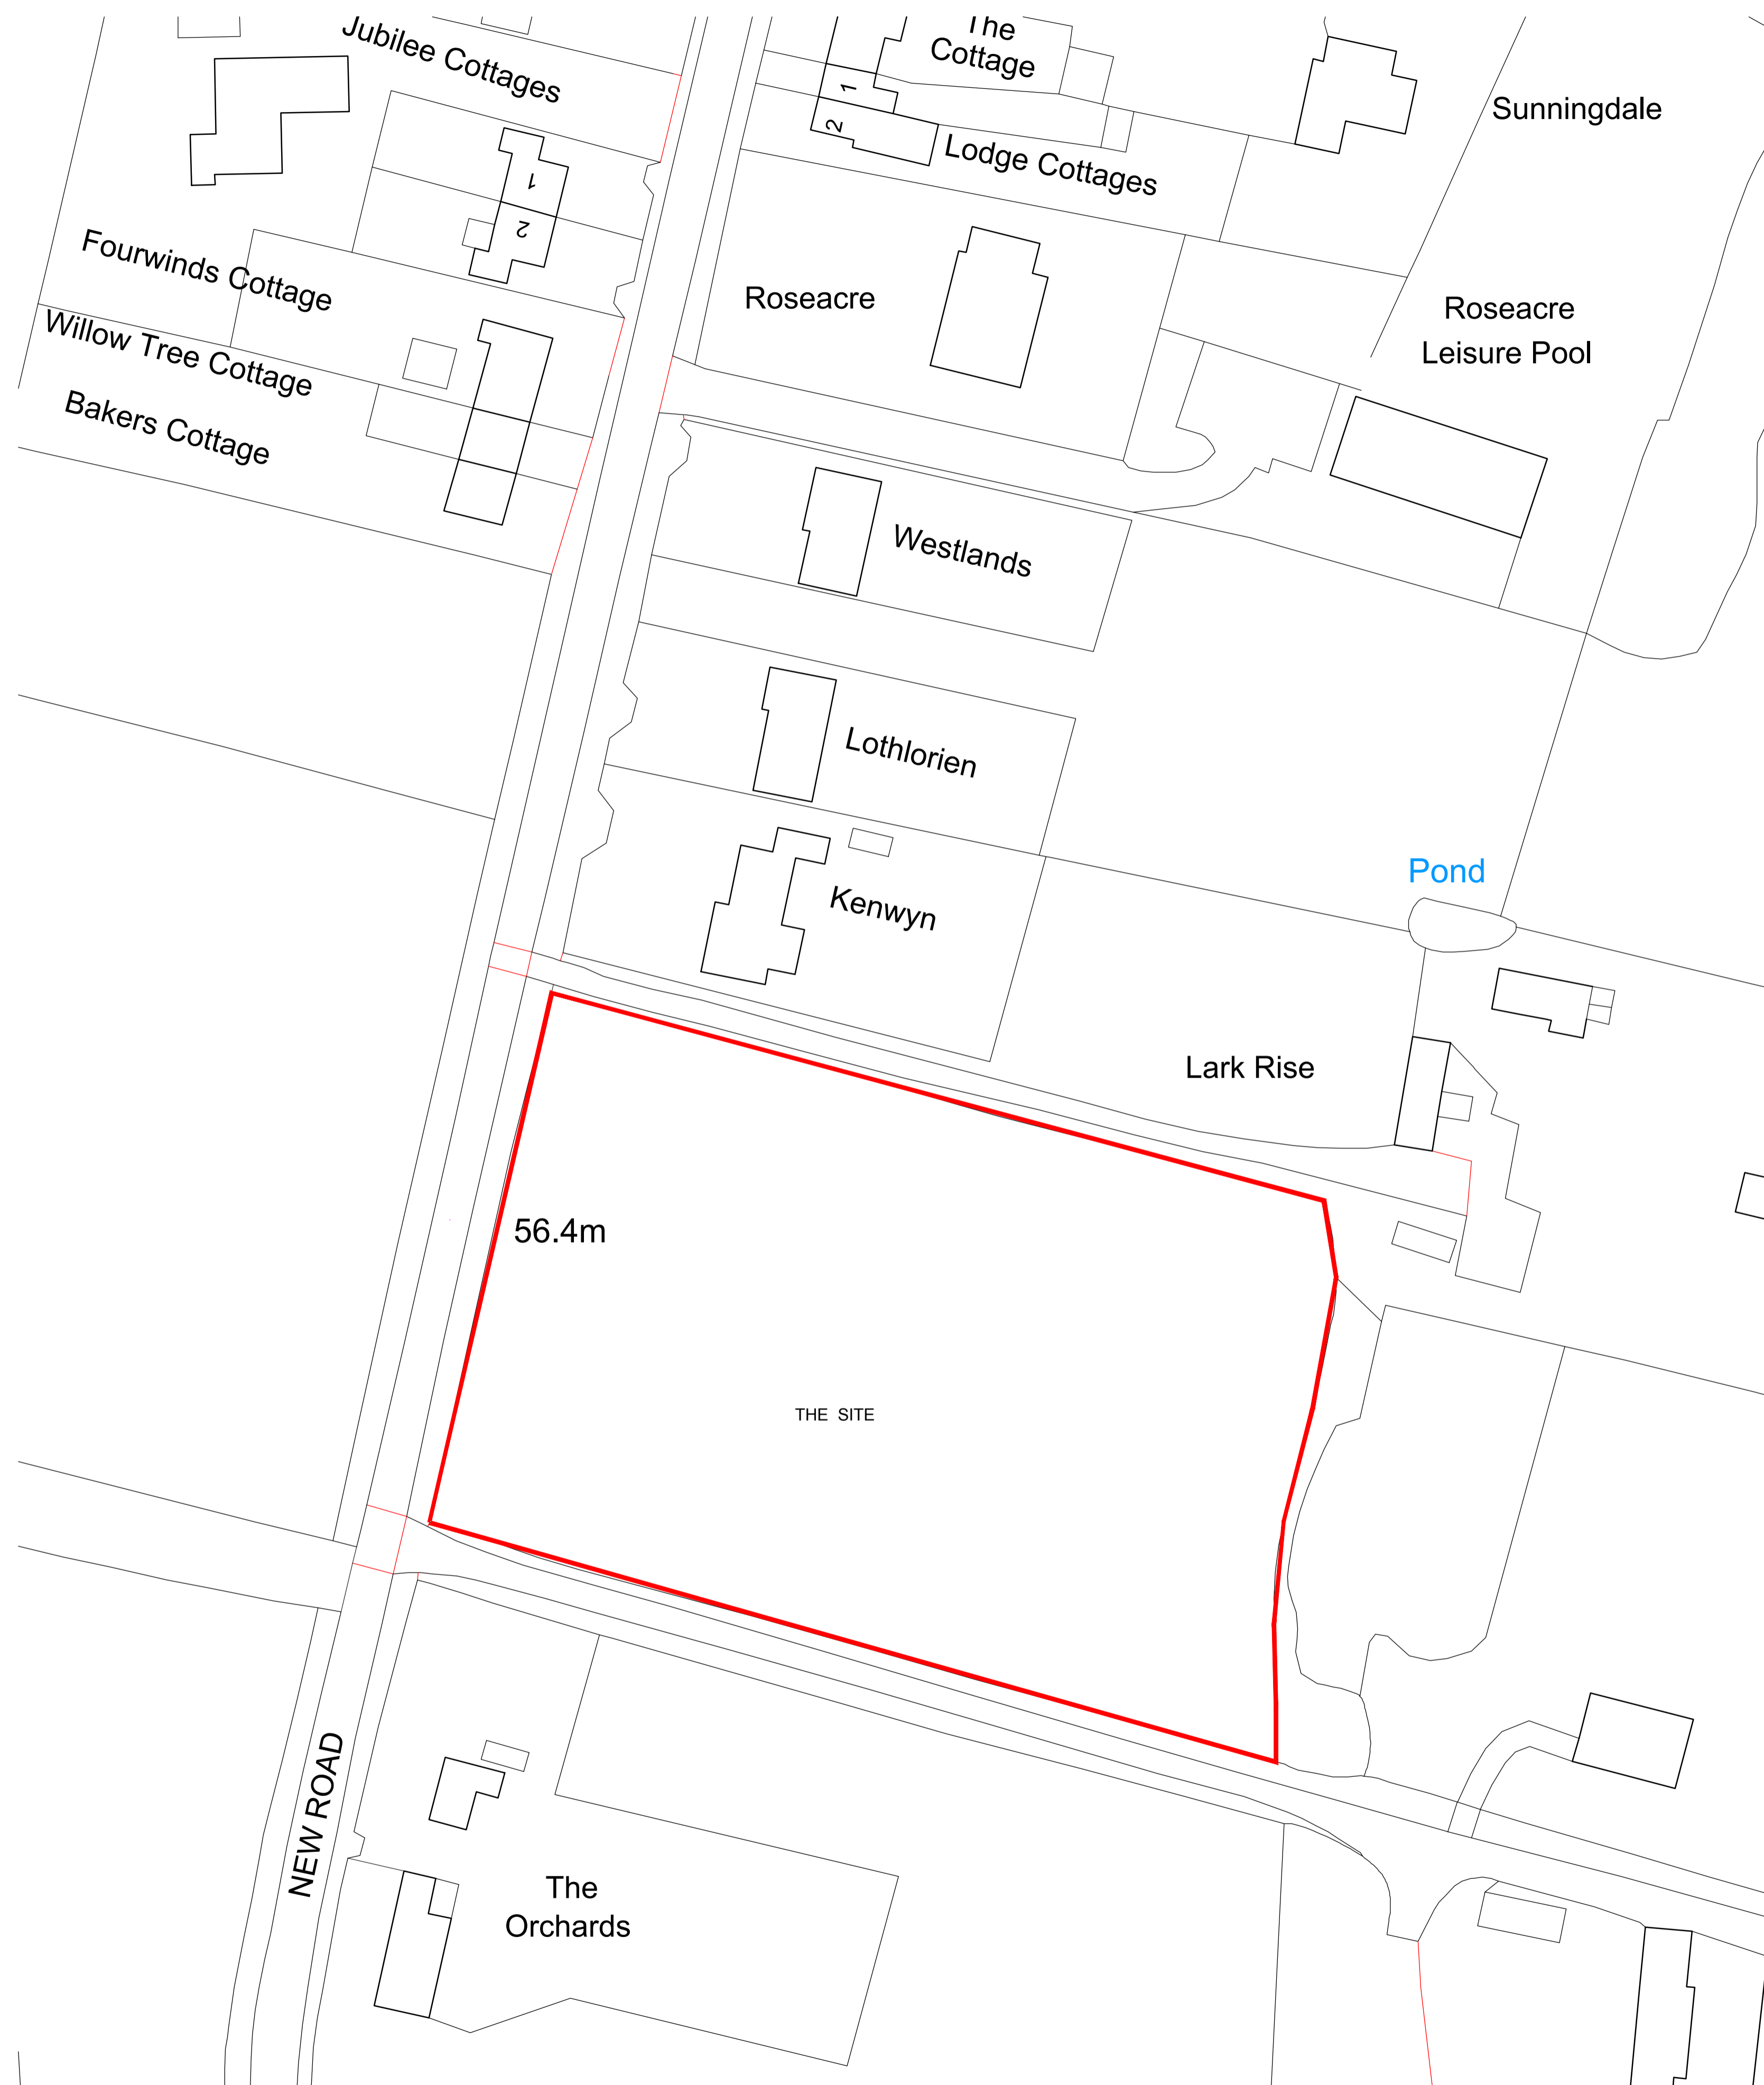 Jubilee Cottages
The
Cottage
1
2
Sunningdale
Lodge Cottages
1
2
Fourwinds Cottage
Roseacre
Roseacre
Leisure Pool
Willow Tree Cottage
Bakers Cottage
Westlands
Lothlorien
Pond
Kenwyn
Lark Rise
56.4m
THE SITE
NEW ROAD
The
Orchards